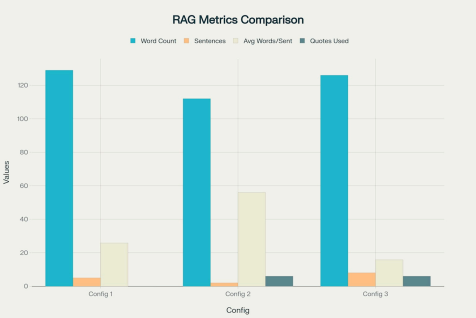 RAG Metrics Comparison
Word Count Sentences Avg Words/Sent Quotes Used
120
100
80
60
40
20
0
Values
Config 1 Config 2 Config 3
Config